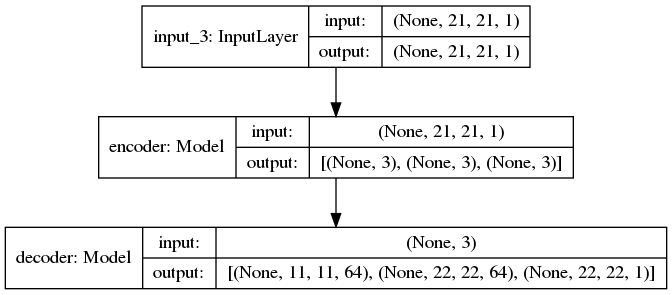 input_3: InputLayer
input:
(None, 21, 21, 1)
output:
(None, 21, 21, 1)
encoder: Model
input:
(None, 21, 21, 1)
output:
[(None, 3), (None, 3), (None, 3)]
decoder: Model
input:
(None, 3)
output:
[(None, 11, 11, 64), (None, 22, 22, 64), (None, 22, 22, 1)]